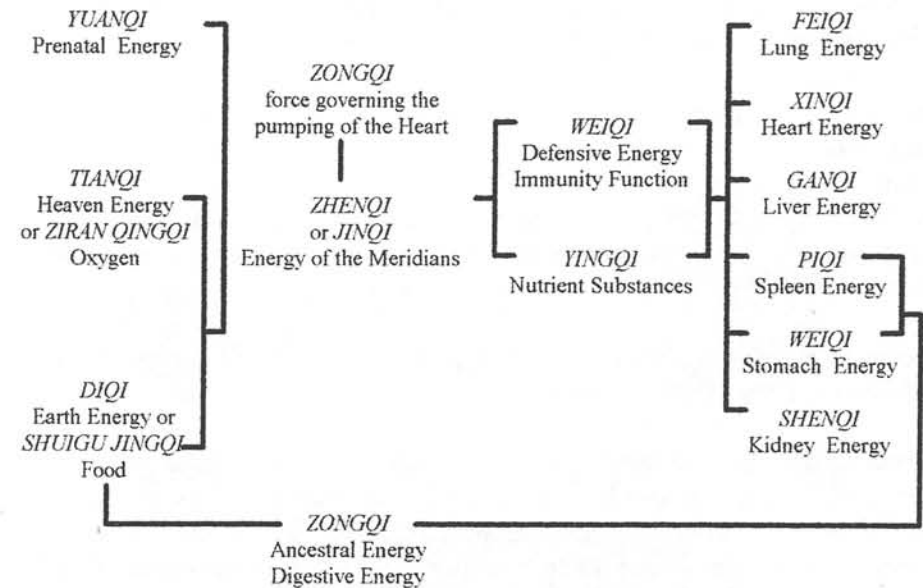 YUANQI
Prenatal Energy
TIANQI
Heaven Energy
or ZIRAN QINGQI
Oxygen
DIQI
Earth Energy or
SHUIGU JINGQI
Food
ZONGQI
force governing the
pumping of the Heart
ZHENQI
or JINQI
Energy of the Meridians
WEIQI
Defensive Energy
Immunity Function
YINGQI
Nutrient Substances
FEIQI
Lung Energy
XINQI
Heart Energy
GANQI
Liver Energy
PIQI
Spleen Energy
WEIQI
Stomach Energy
SHENQI
Kidney Energy
ZONGQI
Ancestral Energy
Digestive Energy